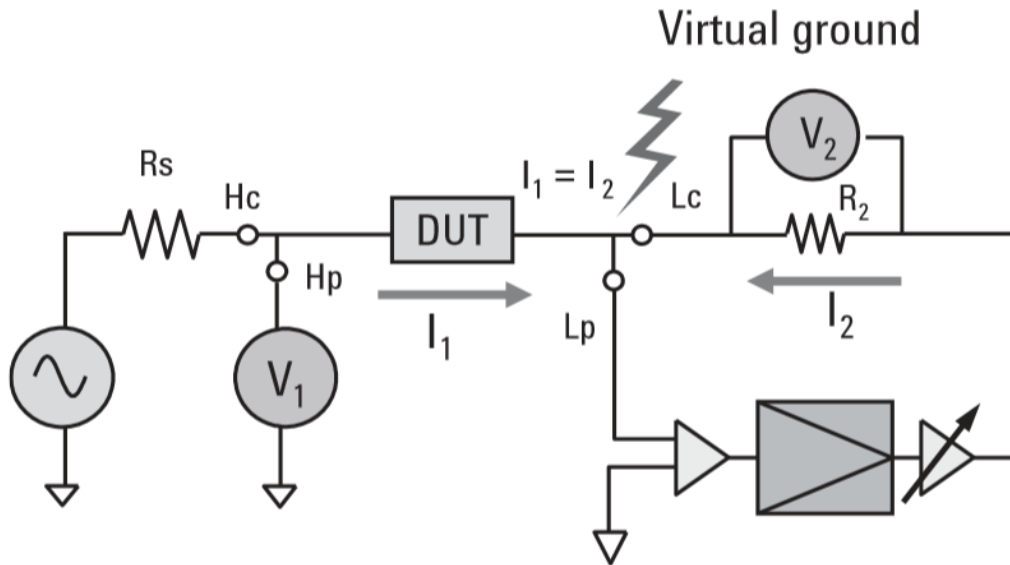 Virtual ground
V₂
Rs
I₁ = I₂
Hc
Lc
R₂
DUT
Hp
I₁
Lp
I₂
V₁